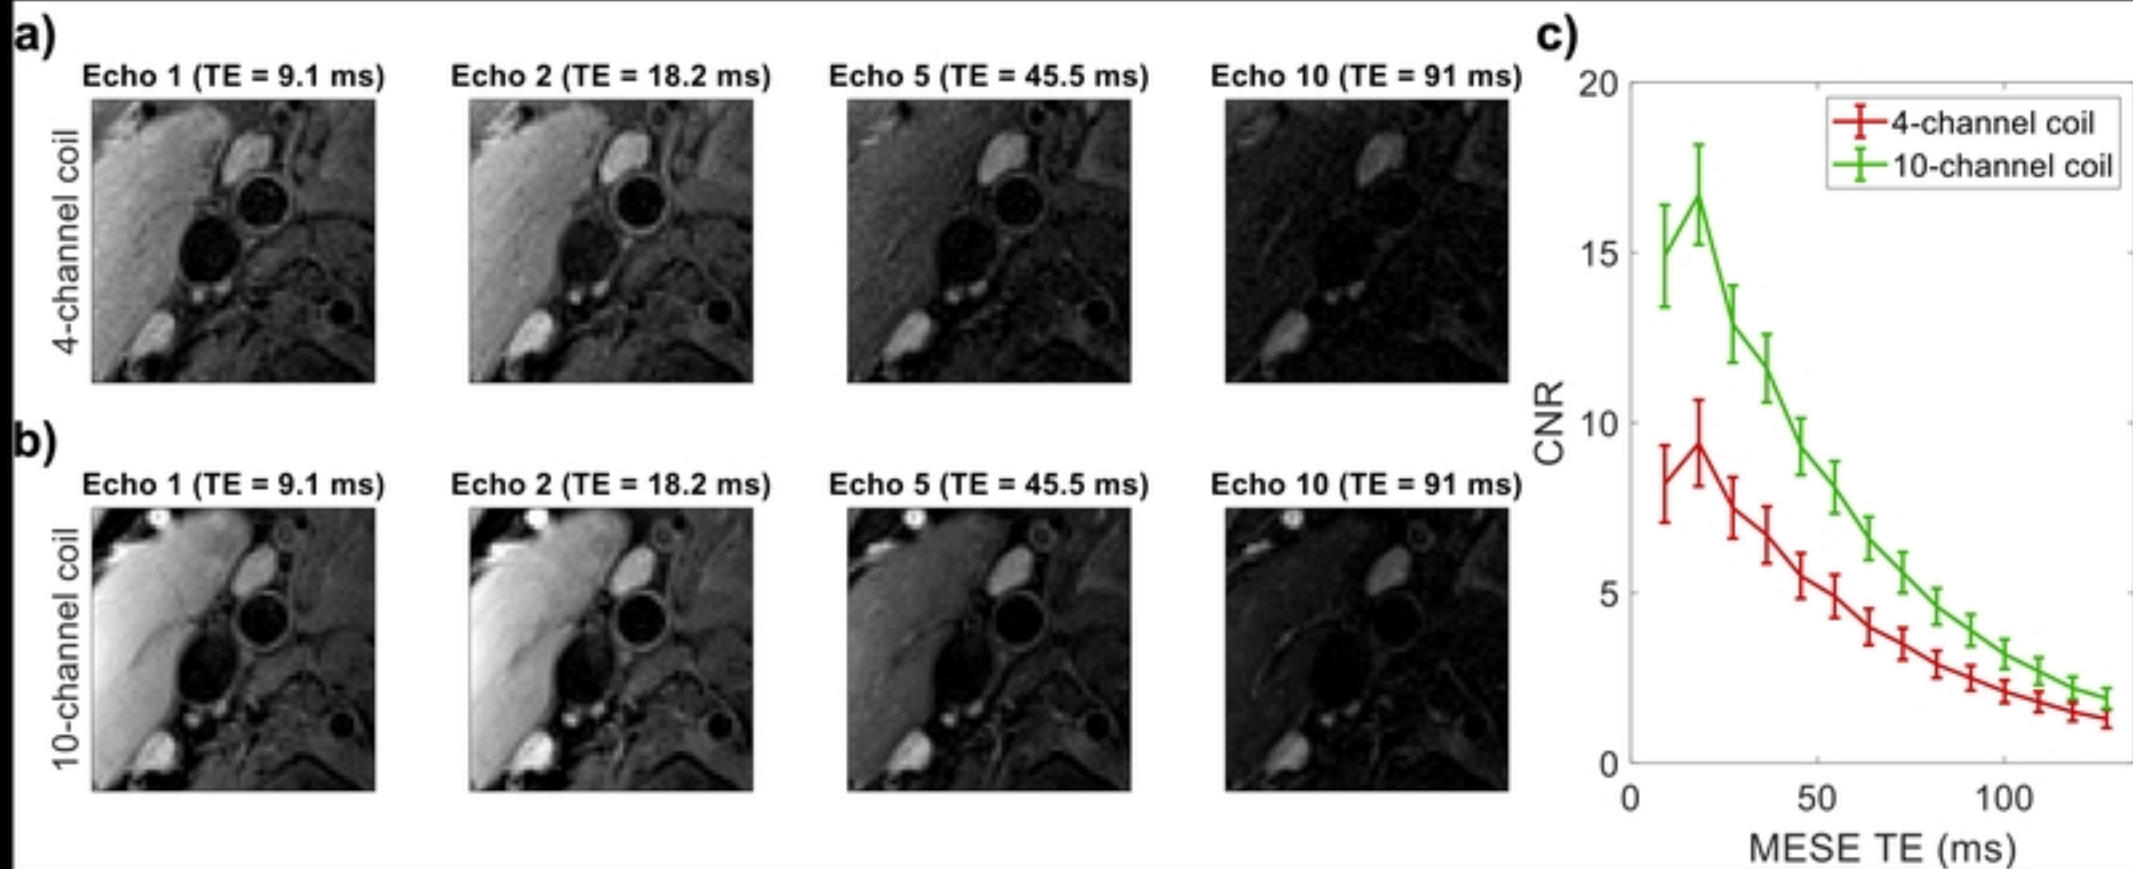 a)
Echo 1 (TE = 9.1 ms)
Echo 2 (TE = 18.2 ms)
Echo 5 (TE = 45.5 ms)
Echo 10 (TE = 91 ms)
4-channel coil
b)
Echo 1 (TE = 9.1 ms)
Echo 2 (TE = 18.2 ms)
Echo 5 (TE = 45.5 ms)
Echo 10 (TE = 91 ms)
10-channel coil
c)
4-channel coil
10-channel coil
CNR
20
15
10
5
0
0
50
100
MESE TE (ms)